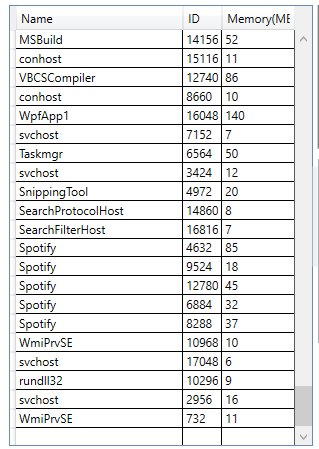 Name ID Memory(ME
MSBuild 14156 52
conhost 15116 11
VBCSCompiler 12740 86
conhost 8660 10
WpfApp1 16048 140
svchost 7152 7
Taskmgr 6564 50
svchost 3424 12
SnippingTool 4972 20
SearchProtocolHost 14860 8
SearchFilterHost 16816 7
Spotify 4632 85
Spotify 9524 18
Spotify 12780 45
Spotify 6884 32
Spotify 8288 37
WmiPrvSE 10968 10
svchost 17048 6
rundll32 10296 9
svchost 2956 16
WmiPrvSE 732 11